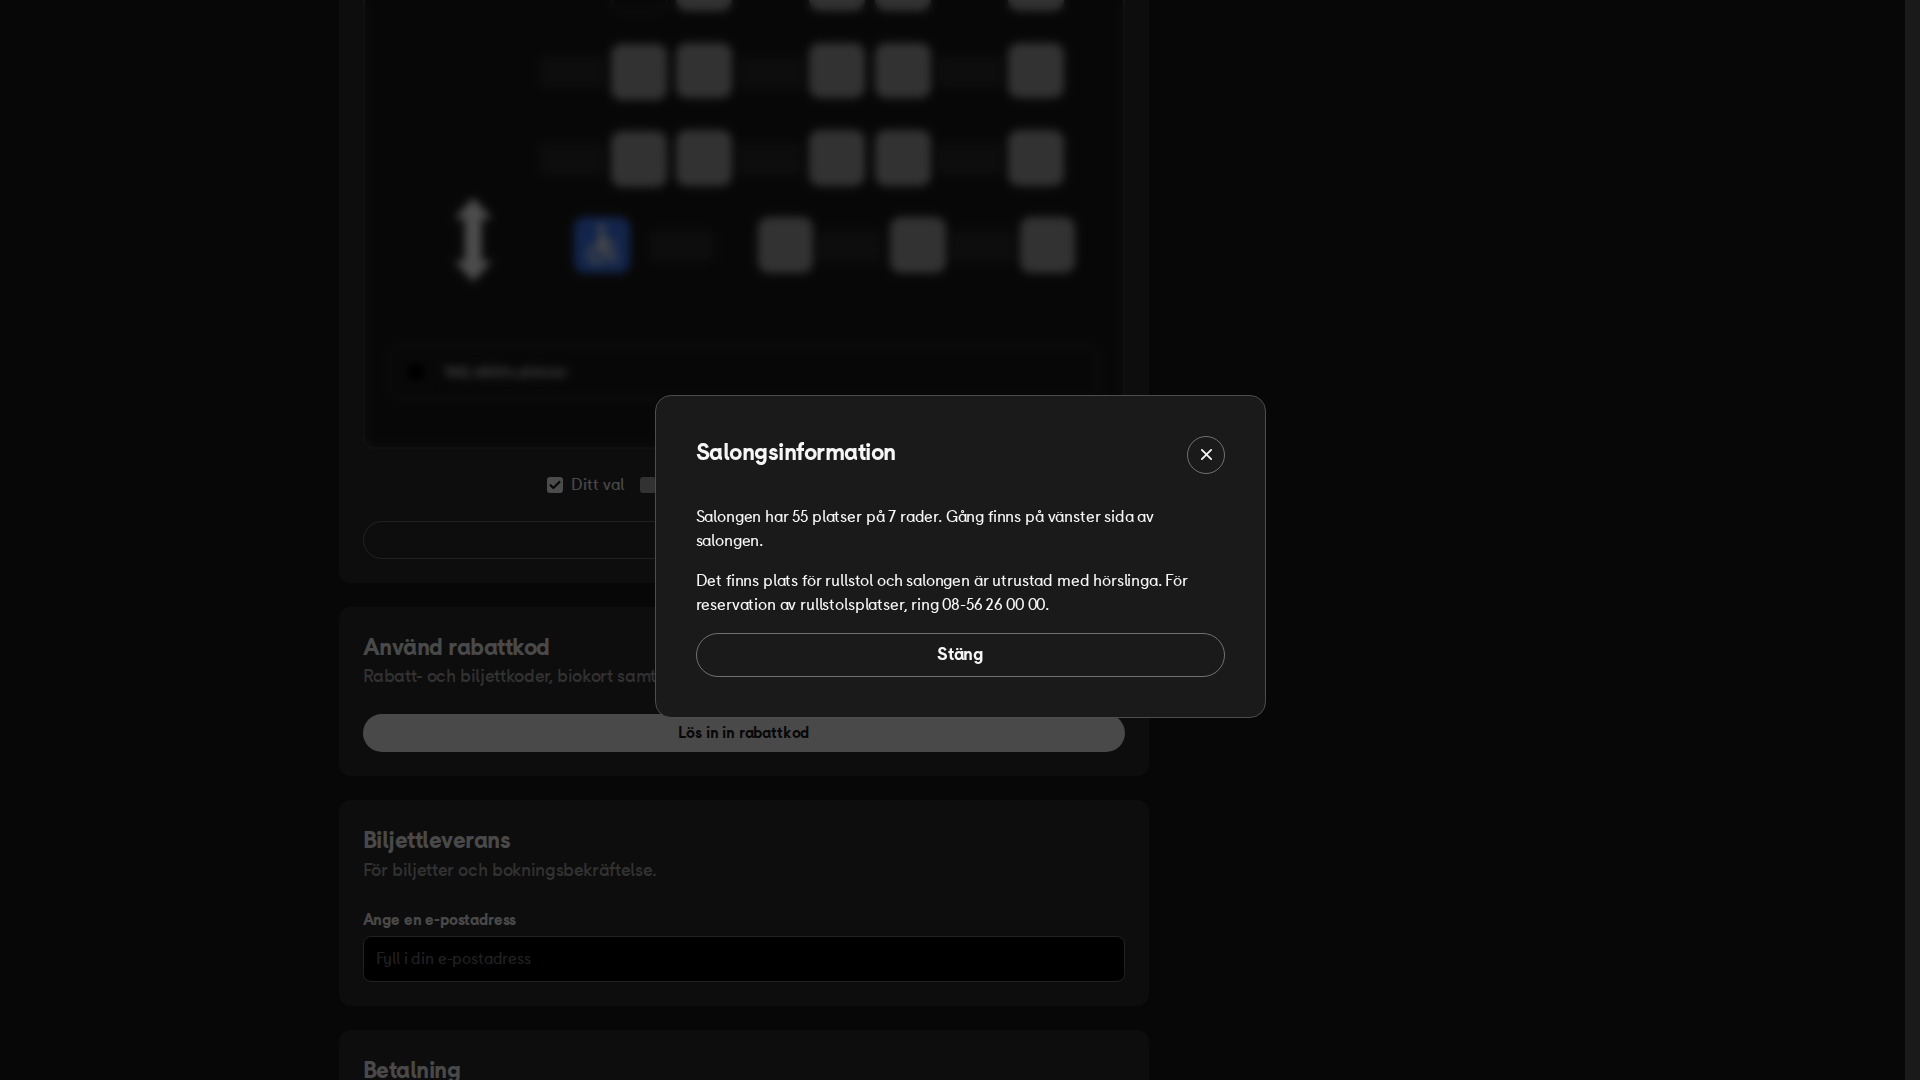 Ditt val
Salongsinformation
Salongen har 55 platser på 7 rader. Gång finns på vänster sida av
salongen.
Det finns plats för rullstol och salongen är utrustad med hörslinga. För
reservation av rullstolsplatser, ring 08-56 26 00 00.
Stäng
Använd rabattkod
Rabatt- och biljettkoder, biokort samt
Lös in in rabattkod
Biljettleverans
För biljetter och bokningsbekräftelse.
Ange en e-postadress
Fyll i din e-postadress
Betalning